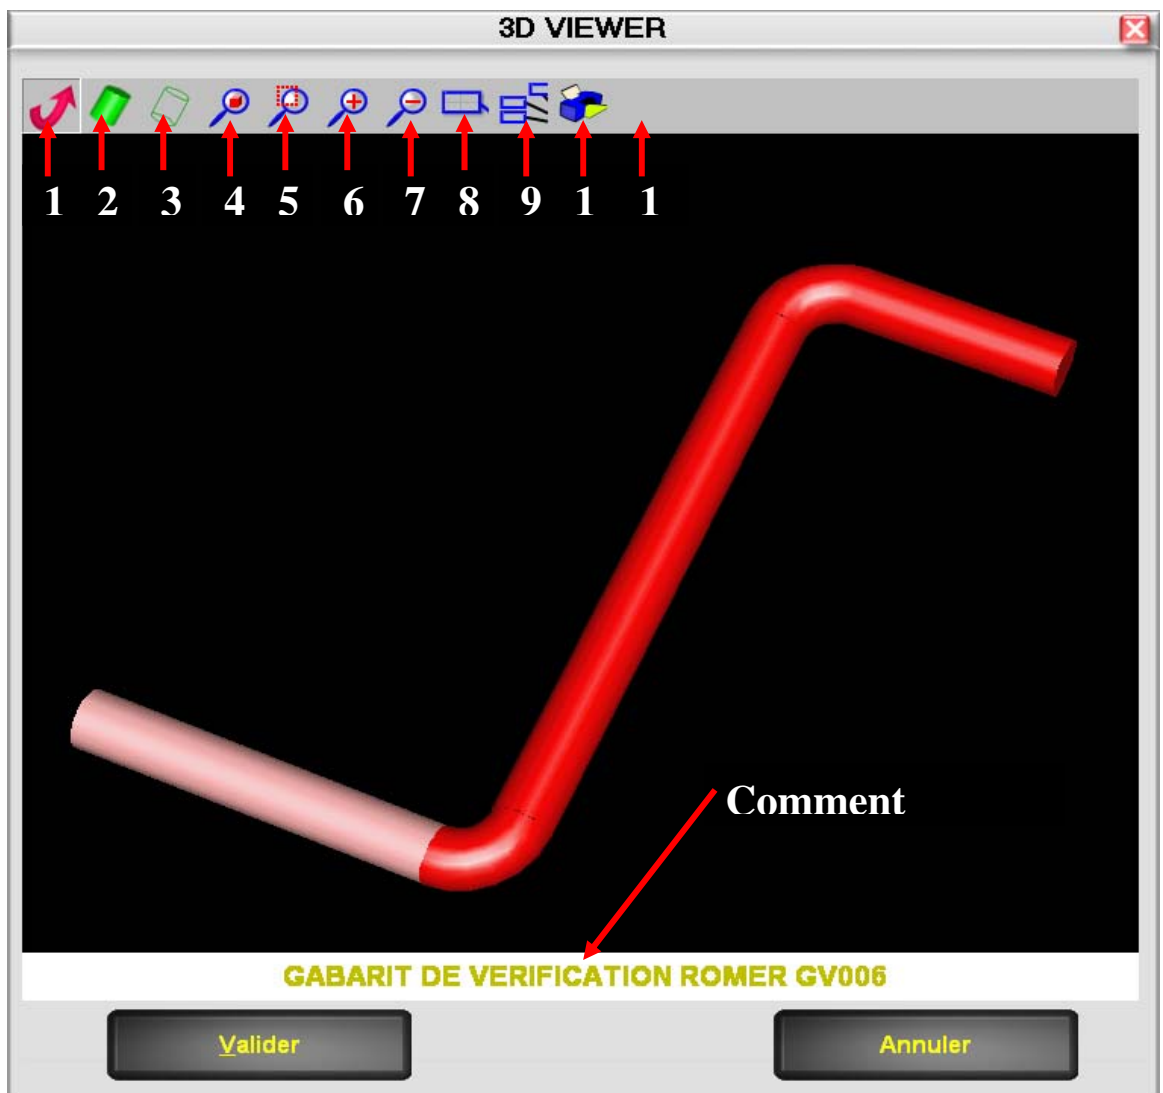 3D VIEWER
1 2 3 4 5 6 7 8 9 1 1
Comment
GABARIT DE VERIFICATION ROMER GV006
Valider Annuler